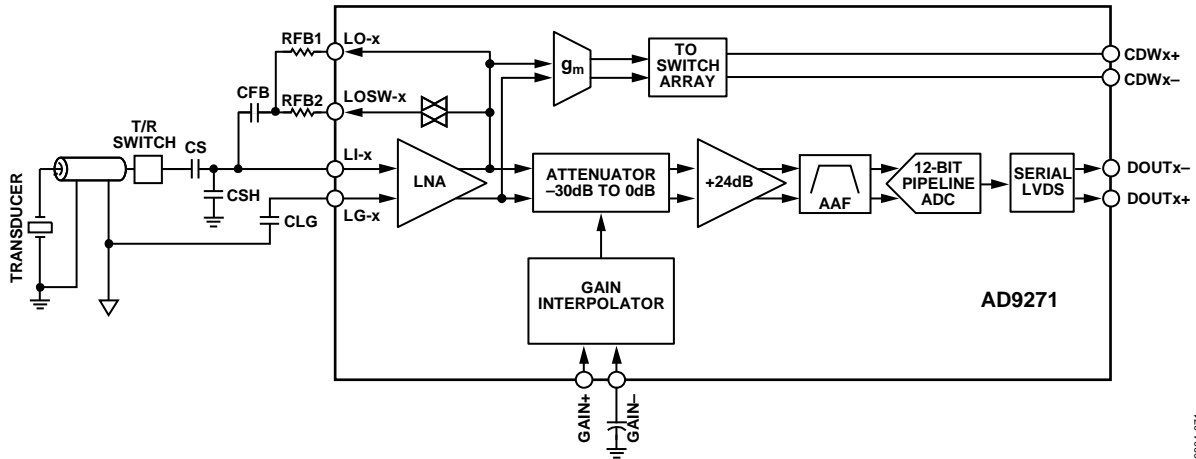 RFB1
LO-x
CFB
RFB2
LOSW-x
gm
TO
SWITCH
ARRAY
CDWx+
CDWx–
T/R
SWITCH
CS
LI-x
CSH
CLG
LG-x
LNA
ATTENUATOR
–30dB TO 0dB
+24dB
AAF
12-BIT
PIPELINE
ADC
SERIAL
LVDS
DOUTx–
DOUTx+
TRANSDUCER
GAIN
INTERPOLATOR
AD9271
GAIN+
GAIN–